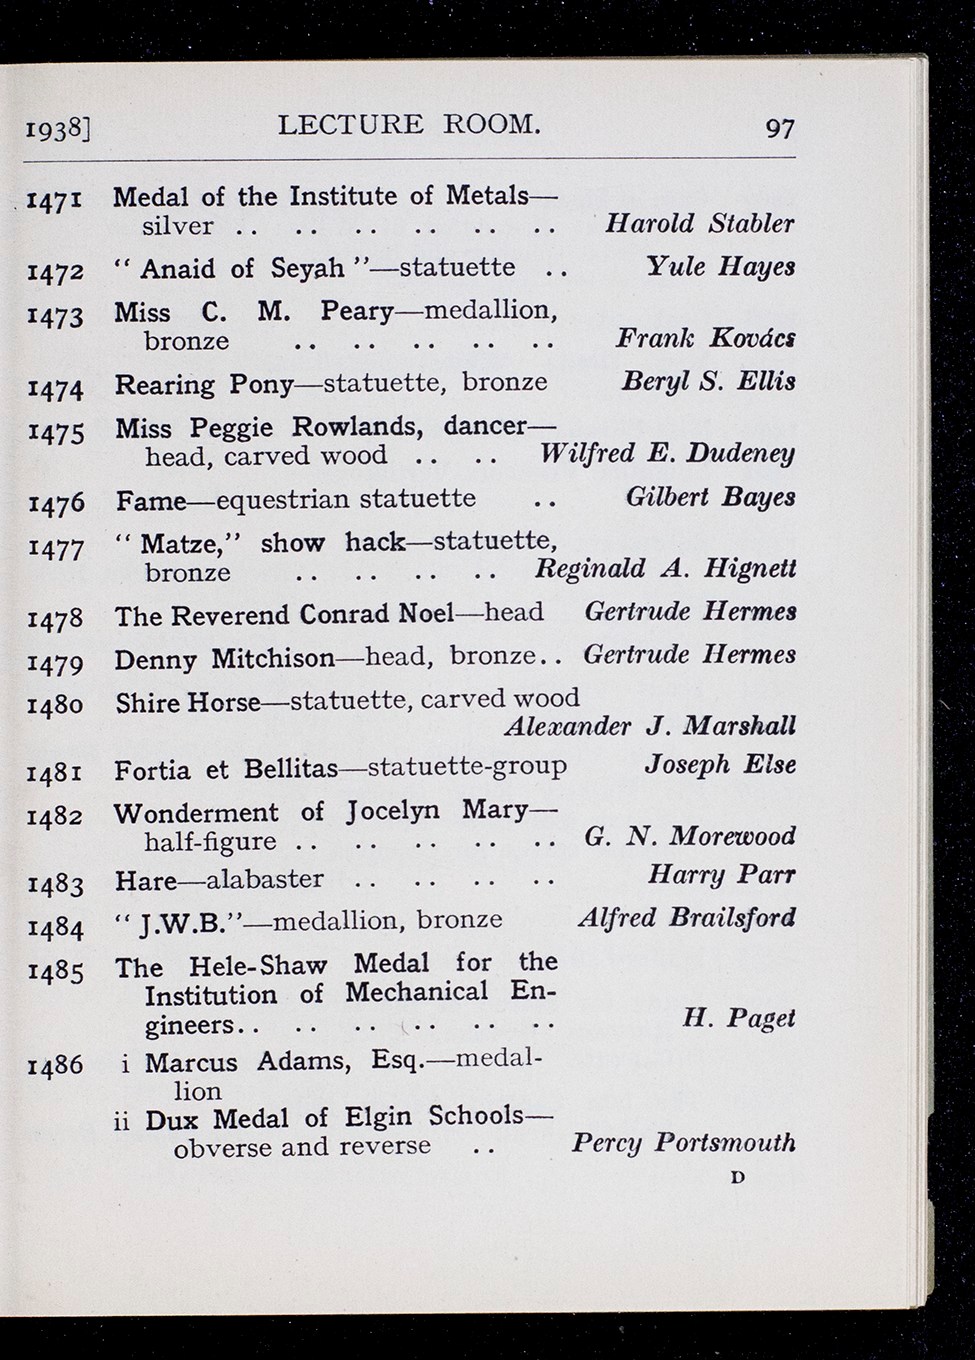 1938] LECTURE ROOM. 97
1471 Medal of the Institute of Metals—
silver .. .. .. .. .. .. Harold Stabler
1472 “ Anaid of Seyah ”—statuette .. Yule Hayes
1473 Miss C. M. Peary—medallion,
bronze .. .. .. .. .. Frank Kovács
1474 Rearing Pony—statuette, bronze Beryl S. Ellis
1475 Miss Peggie Rowlands, dancer—
head, carved wood .. .. Wilfred E. Dudeney
1476 Fame—equestrian statuette .. Gilbert Bayes
1477 “ Matze,” show hack—statuette,
bronze .. .. .. .. Reginald A. Hignett
1478 The Reverend Conrad Noel—head Gertrude Hermes
1479 Denny Mitchison—head, bronze.. Gertrude Hermes
1480 Shire Horse—statuette, carved wood
Alexander J. Marshall
1481 Fortia et Bellitas—statuette-group Joseph Else
1482 Wonderment of Jocelyn Mary—
half-figure .. .. .. .. .. G. N. Morewood
1483 Hare—alabaster .. .. .. .. Harry Parr
1484 “ J.W.B.”—medallion, bronze Alfred Brailsford
1485 The Hele-Shaw Medal for the
Institution of Mechanical En-
gineers.. .. .. .. .. .. H. Paget
1486 i Marcus Adams, Esq.—medal-
lion
ii Dux Medal of Elgin Schools—
obverse and reverse .. Percy Portsmouth
D